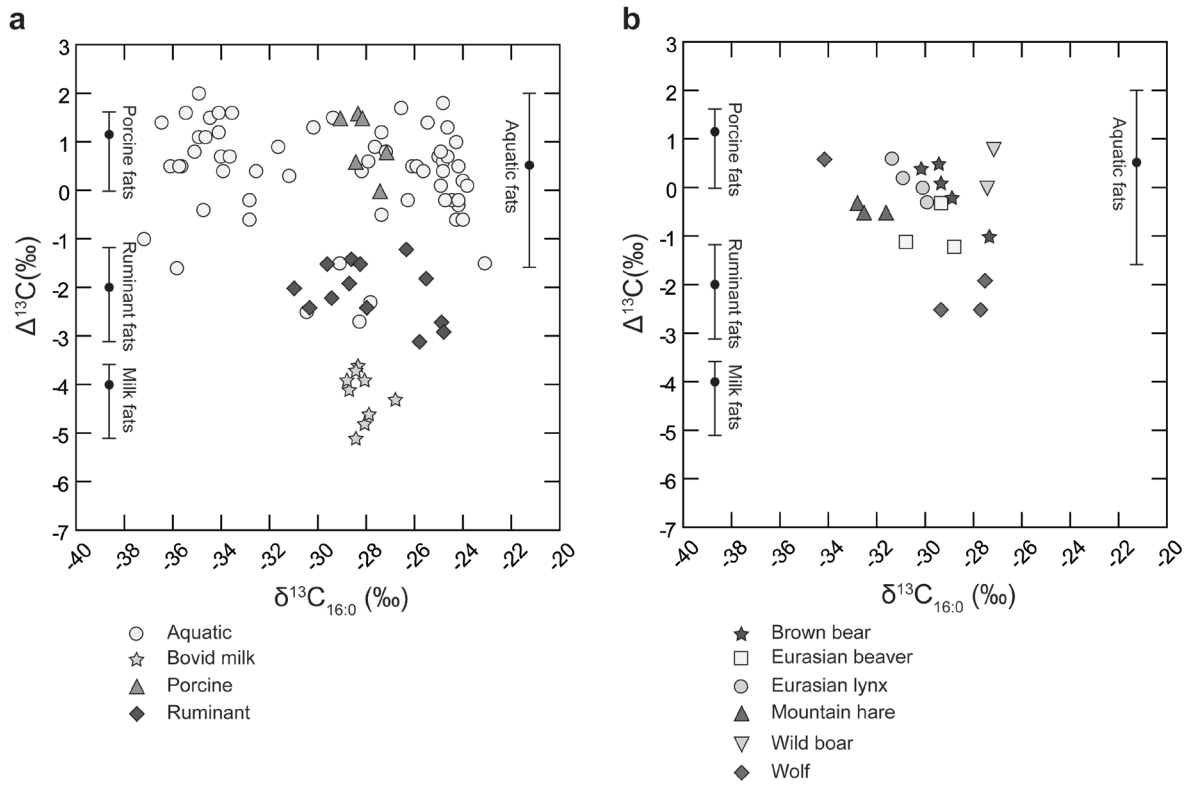 a
3
2
1
0
-1
-2
-3
-4
-5
-6
-7
Δ¹³C(‰)
Porcine fats
Ruminant fats
Milk fats
Aquatic fats
-40
-38
-36
-34
-32
-30
-28
-26
-24
-22
-20
δ¹³C₁₆:₀ (‰)
Aquatic
Bovid milk
Porcine
Ruminant
b
3
2
1
0
-1
-2
-3
-4
-5
-6
-7
Δ¹³C(‰)
Porcine fats
Ruminant fats
Milk fats
Aquatic fats
-40
-38
-36
-34
-32
-30
-28
-26
-24
-22
-20
δ¹³C₁₆:₀ (‰)
Brown bear
Eurasian beaver
Eurasian lynx
Mountain hare
Wild boar
Wolf